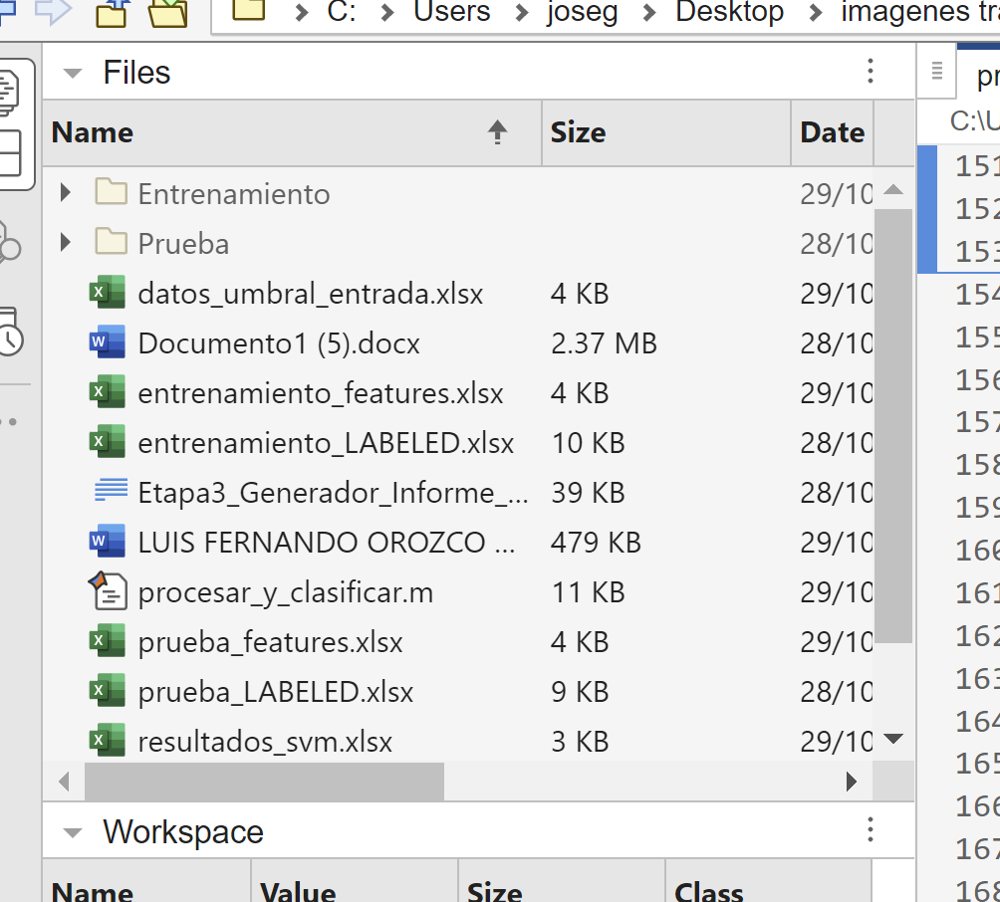 C: Users joseg Desktop imagenes
Files
Name Size Date
Entrenamiento 29/10
Prueba 28/10
datos_umbral_entrada.xlsx 4 KB 29/10
Documento1 (5).docx 2.37 MB 28/10
entrenamiento_features.xlsx 4 KB 29/10
entrenamiento_LABELED.xlsx 10 KB 28/10
Etapa3_Generador_Informe_... 39 KB 28/10
LUIS FERNANDO OROZCO ... 479 KB 29/10
procesar_y_clasificar.m 11 KB 29/10
prueba_features.xlsx 4 KB 29/10
prueba_LABELED.xlsx 9 KB 28/10
resultados_svm.xlsx 3 KB 29/10
Workspace
Name Value Size Class
C:\U
151
152
153
154
155
156
157
158
159
160
161
162
163
164
165
166
167
168